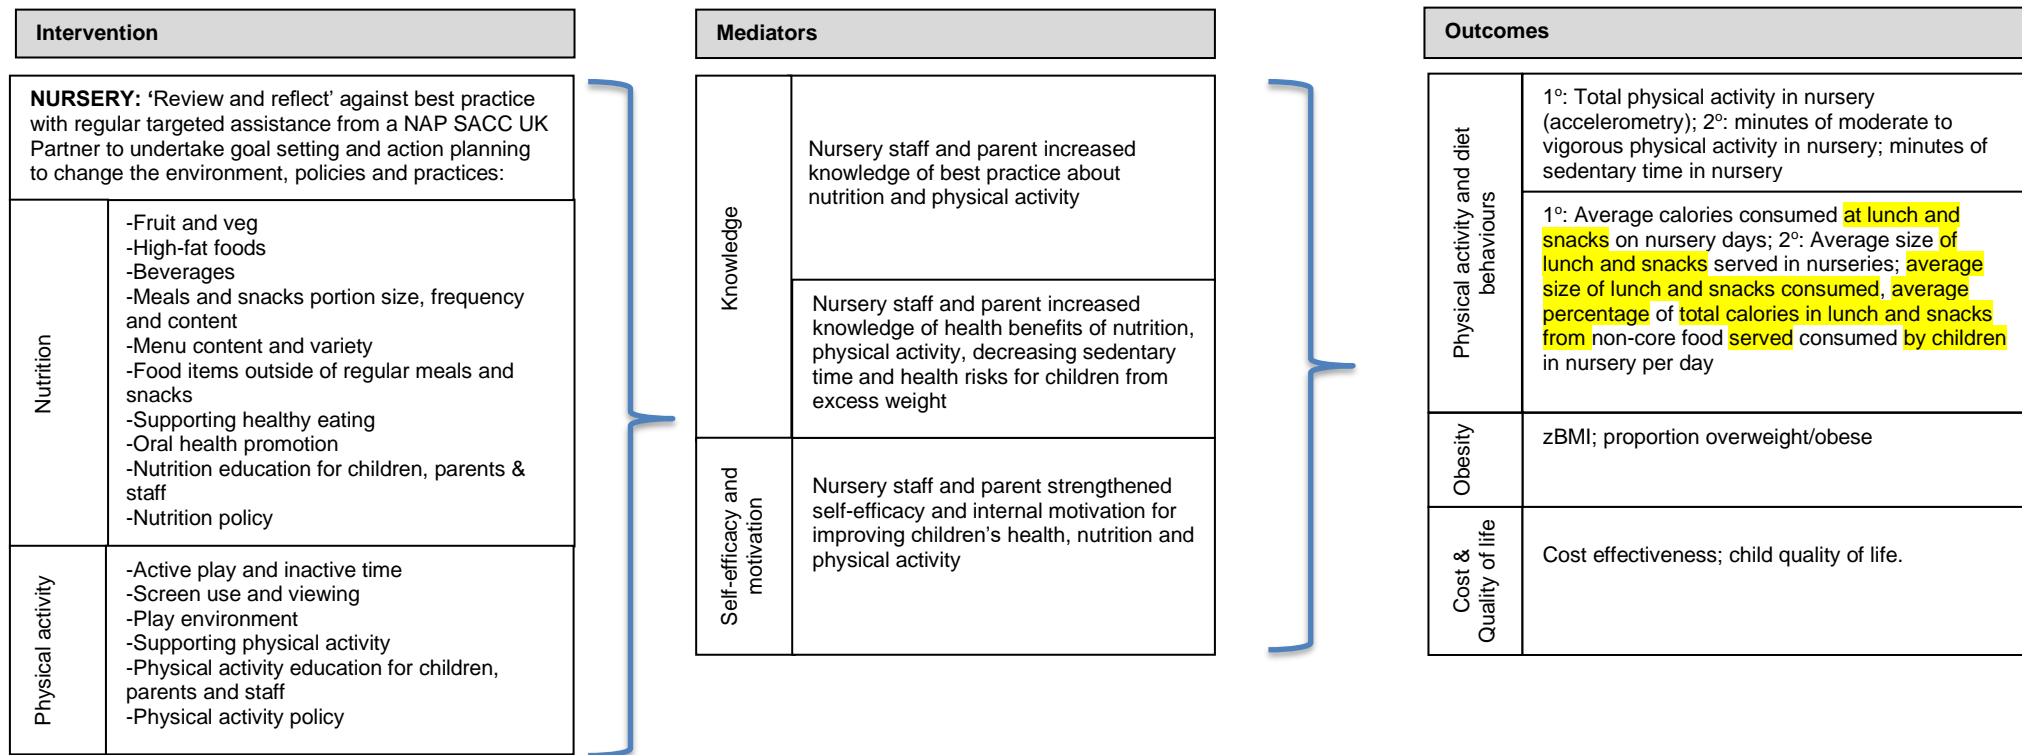 Intervention
NURSERY: ‘Review and reflect’ against best practice
with regular targeted assistance from a NAP SACC UK
Partner to undertake goal setting and action planning
to change the environment, policies and practices:
Nutrition
-Fruit and veg
-High-fat foods
-Beverages
-Meals and snacks portion size, frequency
and content
-Menu content and variety
-Food items outside of regular meals and
snacks
-Supporting healthy eating
-Oral health promotion
-Nutrition education for children, parents &
staff
-Nutrition policy
Physical activity
-Active play and inactive time
-Screen use and viewing
-Play environment
-Supporting physical activity
-Physical activity education for children,
parents and staff
-Physical activity policy
Mediators
Knowledge
Nursery staff and parent increased
knowledge of best practice about
nutrition and physical activity
Nursery staff and parent increased
knowledge of health benefits of nutrition,
physical activity, decreasing sedentary
time and health risks for children from
excess weight
Self-efficacy and
motivation
Nursery staff and parent strengthened
self-efficacy and internal motivation for
improving children’s health, nutrition and
physical activity
Outcomes
Physical activity and diet
behaviours
1º: Total physical activity in nursery
(accelerometry); 2º: minutes of moderate to
vigorous physical activity in nursery; minutes of
sedentary time in nursery
1º: Average calories consumed at lunch and
snacks on nursery days; 2º: Average size of
lunch and snacks served in nurseries; average
size of lunch and snacks consumed, average
percentage of total calories in lunch and snacks
from non-core food served consumed by children
in nursery per day
Obesity
zBMI; proportion overweight/obese
Cost &
Quality of life
Cost effectiveness; child quality of life.